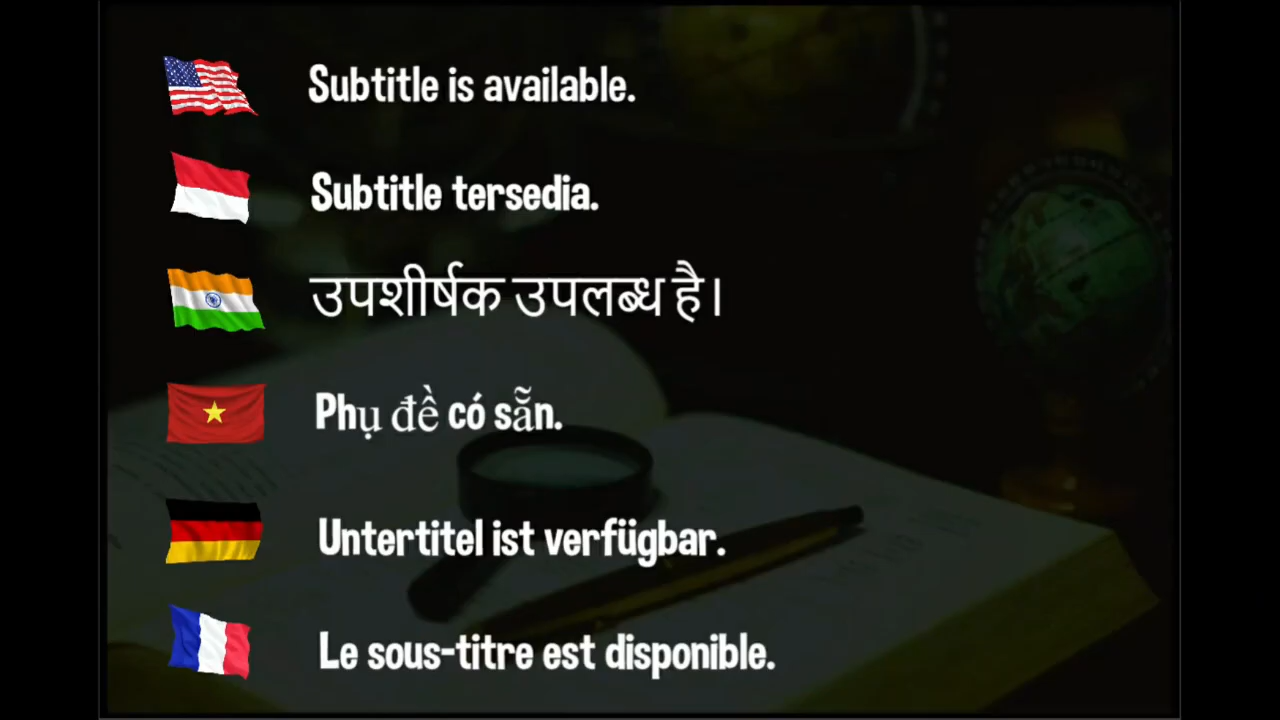 Subtitle is available.
Subtitle tersedia.
उपशीर्षक उपलब्ध है।
Phụ đề có sẵn.
Untertitel ist verfügbar.
Le sous-titre est disponible.